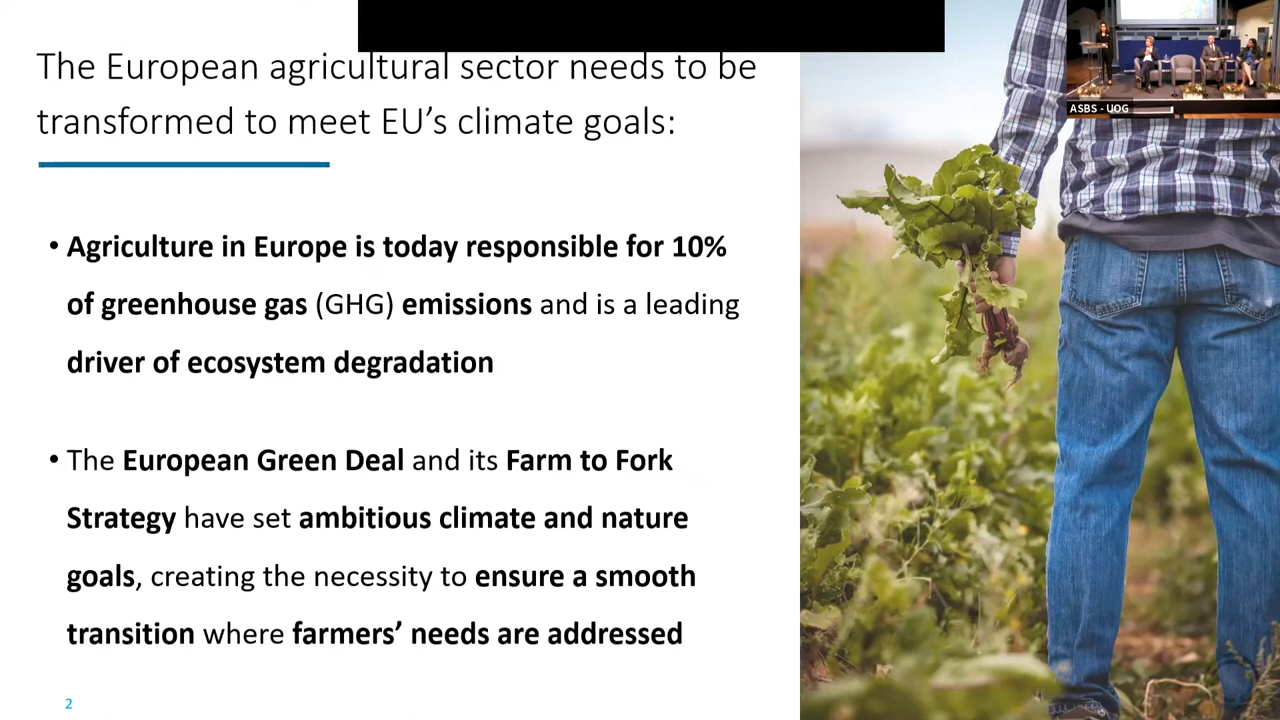 The European agricultural sector needs to be
transformed to meet EU’s climate goals:
• Agriculture in Europe is today responsible for 10%
of greenhouse gas (GHG) emissions and is a leading
driver of ecosystem degradation
• The European Green Deal and its Farm to Fork
Strategy have set ambitious climate and nature
goals, creating the necessity to ensure a smooth
transition where farmers’ needs are addressed
2
ASBS - UOG